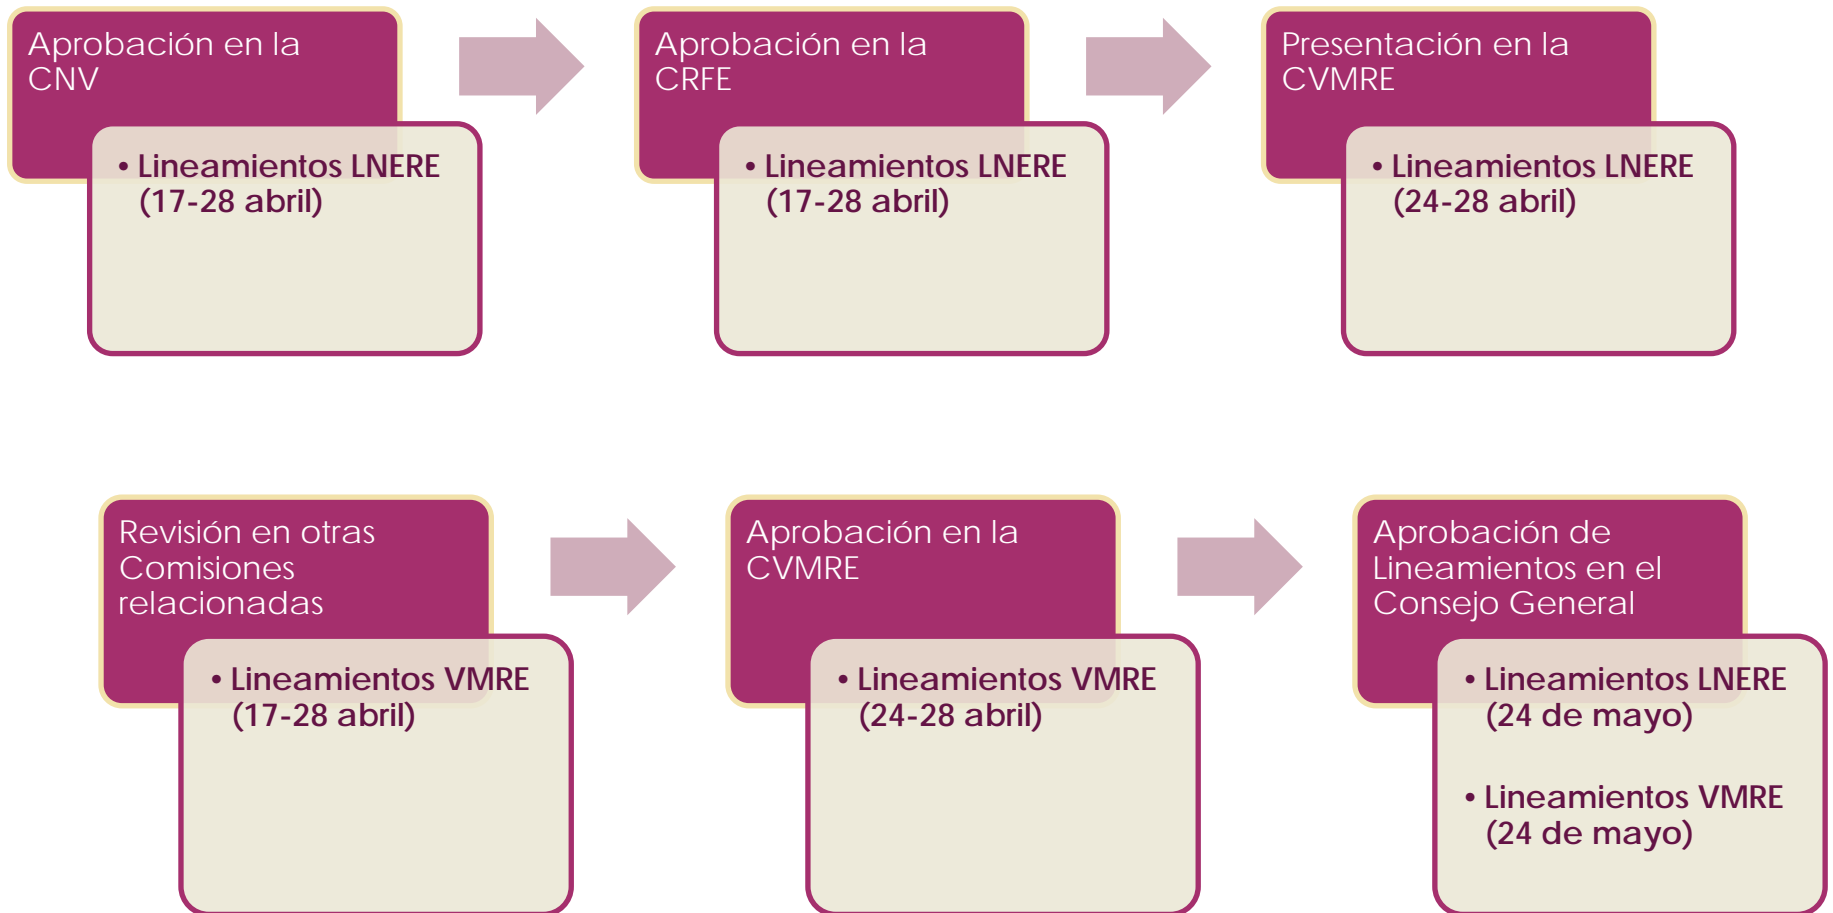 Aprobación en la
CNV
• Lineamientos LNERE
(17-28 abril)
Aprobación en la
CRFE
• Lineamientos LNERE
(17-28 abril)
Presentación en la
CVMRE
• Lineamientos LNERE
(24-28 abril)
Revisión en otras
Comisiones
relacionadas
• Lineamientos VMRE
(17-28 abril)
Aprobación en la
CVMRE
• Lineamientos VMRE
(24-28 abril)
Aprobación de
Lineamientos en el
Consejo General
• Lineamientos LNERE
(24 de mayo)
• Lineamientos VMRE
(24 de mayo)